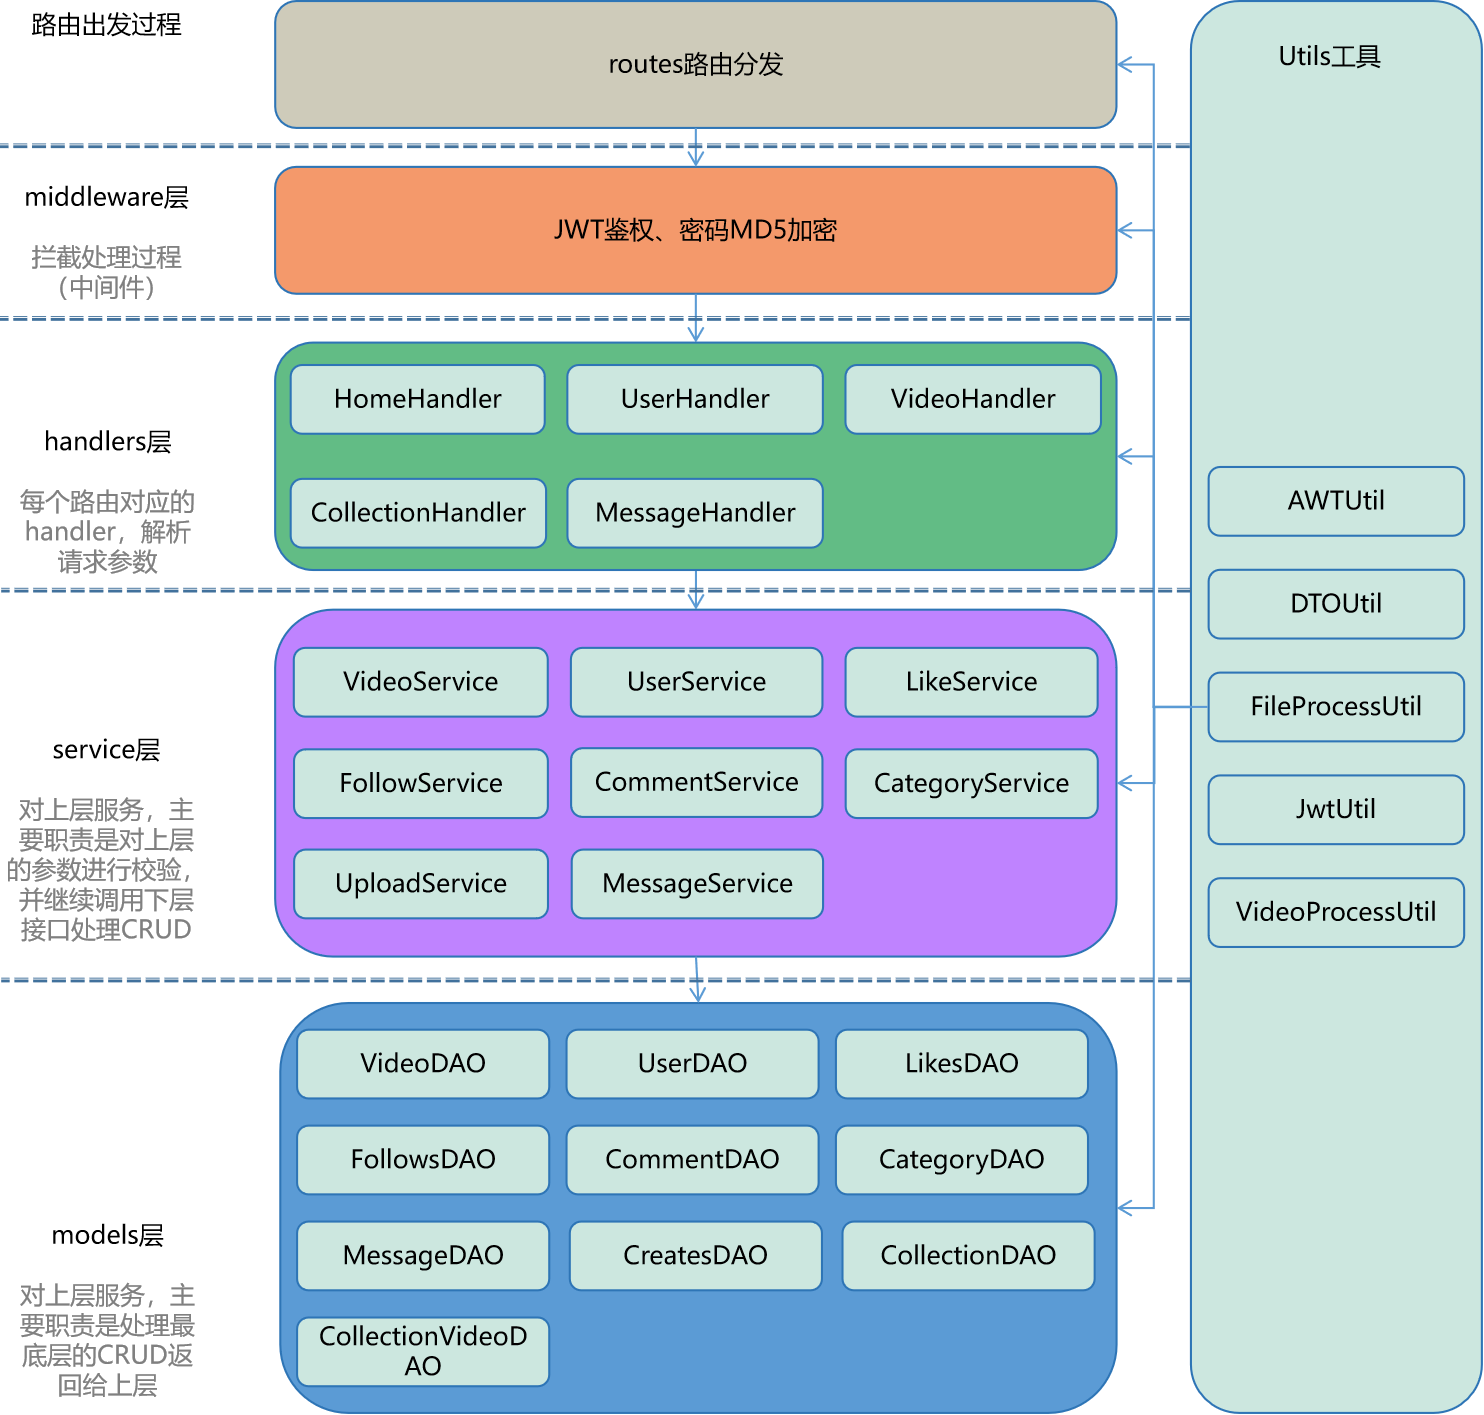 路由出发过程
routes路由分发
Utils工具
middleware层
拦截处理过程
（中间件）
JWT鉴权、密码MD5加密
handlers层
每个路由对应的
handler，解析
请求参数
HomeHandler
UserHandler
VideoHandler
CollectionHandler
MessageHandler
service层
对上层服务，主
要职责是对上层
的参数进行校验，
并继续调用下层
接口处理CRUD
VideoService
UserService
LikeService
FollowService
CommentService
CategoryService
UploadService
MessageService
models层
对上层服务，主
要职责是处理最
底层的CRUD返
回给上层
VideoDAO
UserDAO
LikesDAO
FollowsDAO
CommentDAO
CategoryDAO
MessageDAO
CreatesDAO
CollectionDAO
CollectionVideoD
AO
AWTUtil
DTOUtil
FileProcessUtil
JwtUtil
VideoProcessUtil